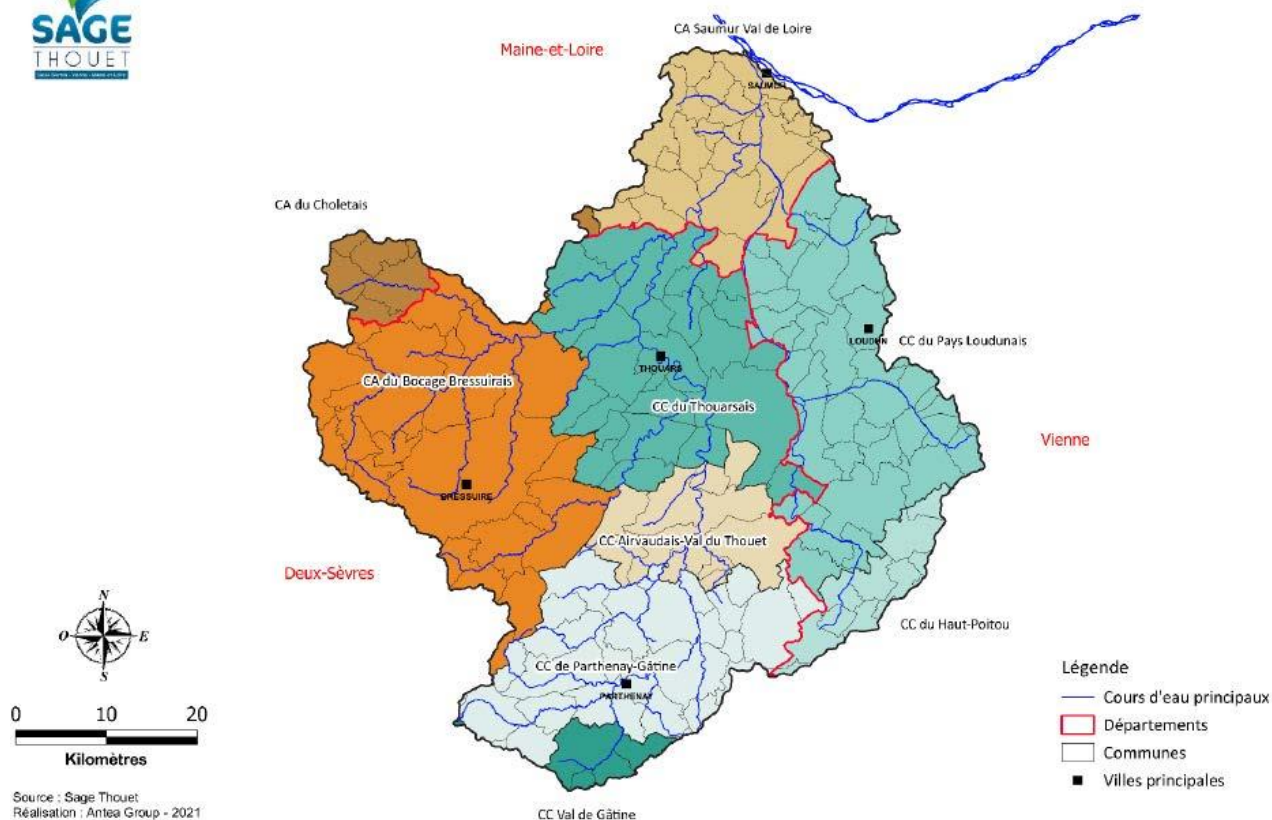 SAGE
THOUET
CA Saumur Val de Loire
Maine-et-Loire
SAUMUR
CA du Choletais
LOUDUN
CC du Pays Loudunais
THOUARS
CA du Bocage Bressuirais
CC du Thouarsais
Vienne
BRESSUIRE
CC Airvaudais-Val du Thouet
Deux-Sèvres
CC du Haut-Poitou
CC de Parthenay-Gâtine
PARTHENAY
CC Val de Gâtine
N
O
E
S
0 10 20
Kilomètres
Source : Sage Thouet
Réalisation : Antea Group - 2021
Légende
Cours d'eau principaux
Départements
Communes
Villes principales